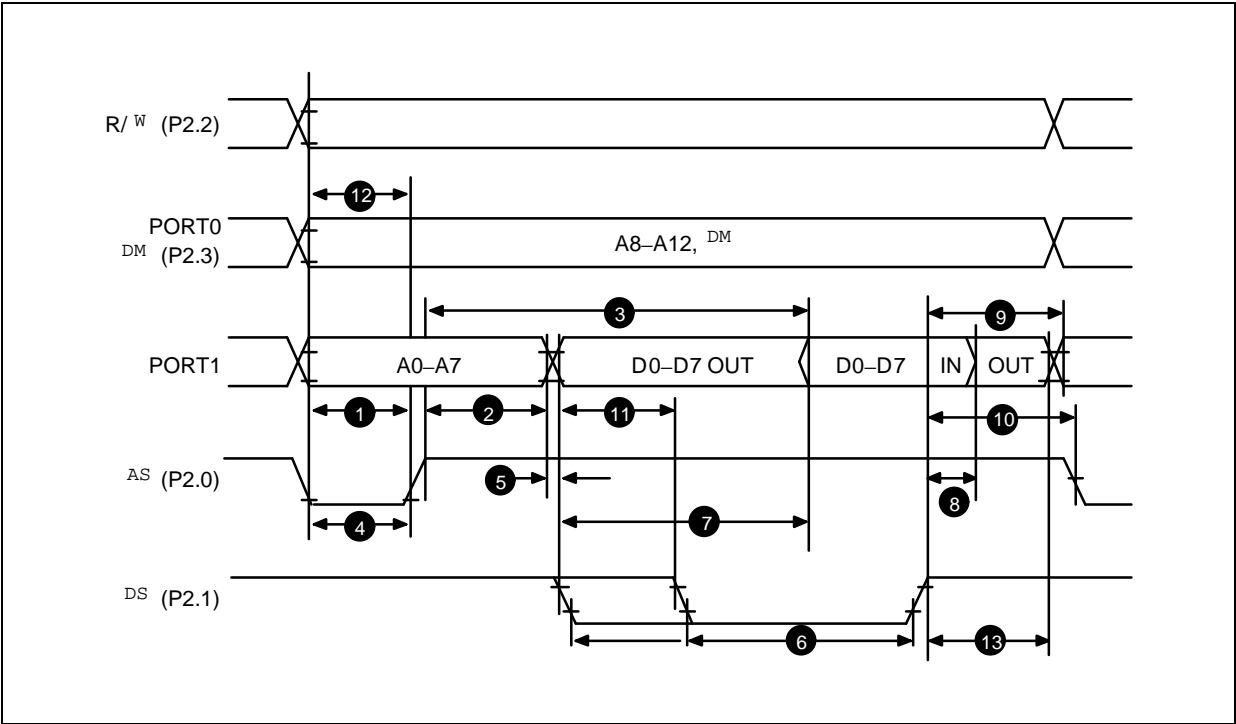 R/ W (P2.2)
12
PORT0
DM (P2.3)
A8–A12, DM
3
9
PORT1
A0–A7
D0–D7 OUT
D0–D7
IN
OUT
1
2
11
10
AS (P2.0)
5
8
4
7
DS (P2.1)
6
13